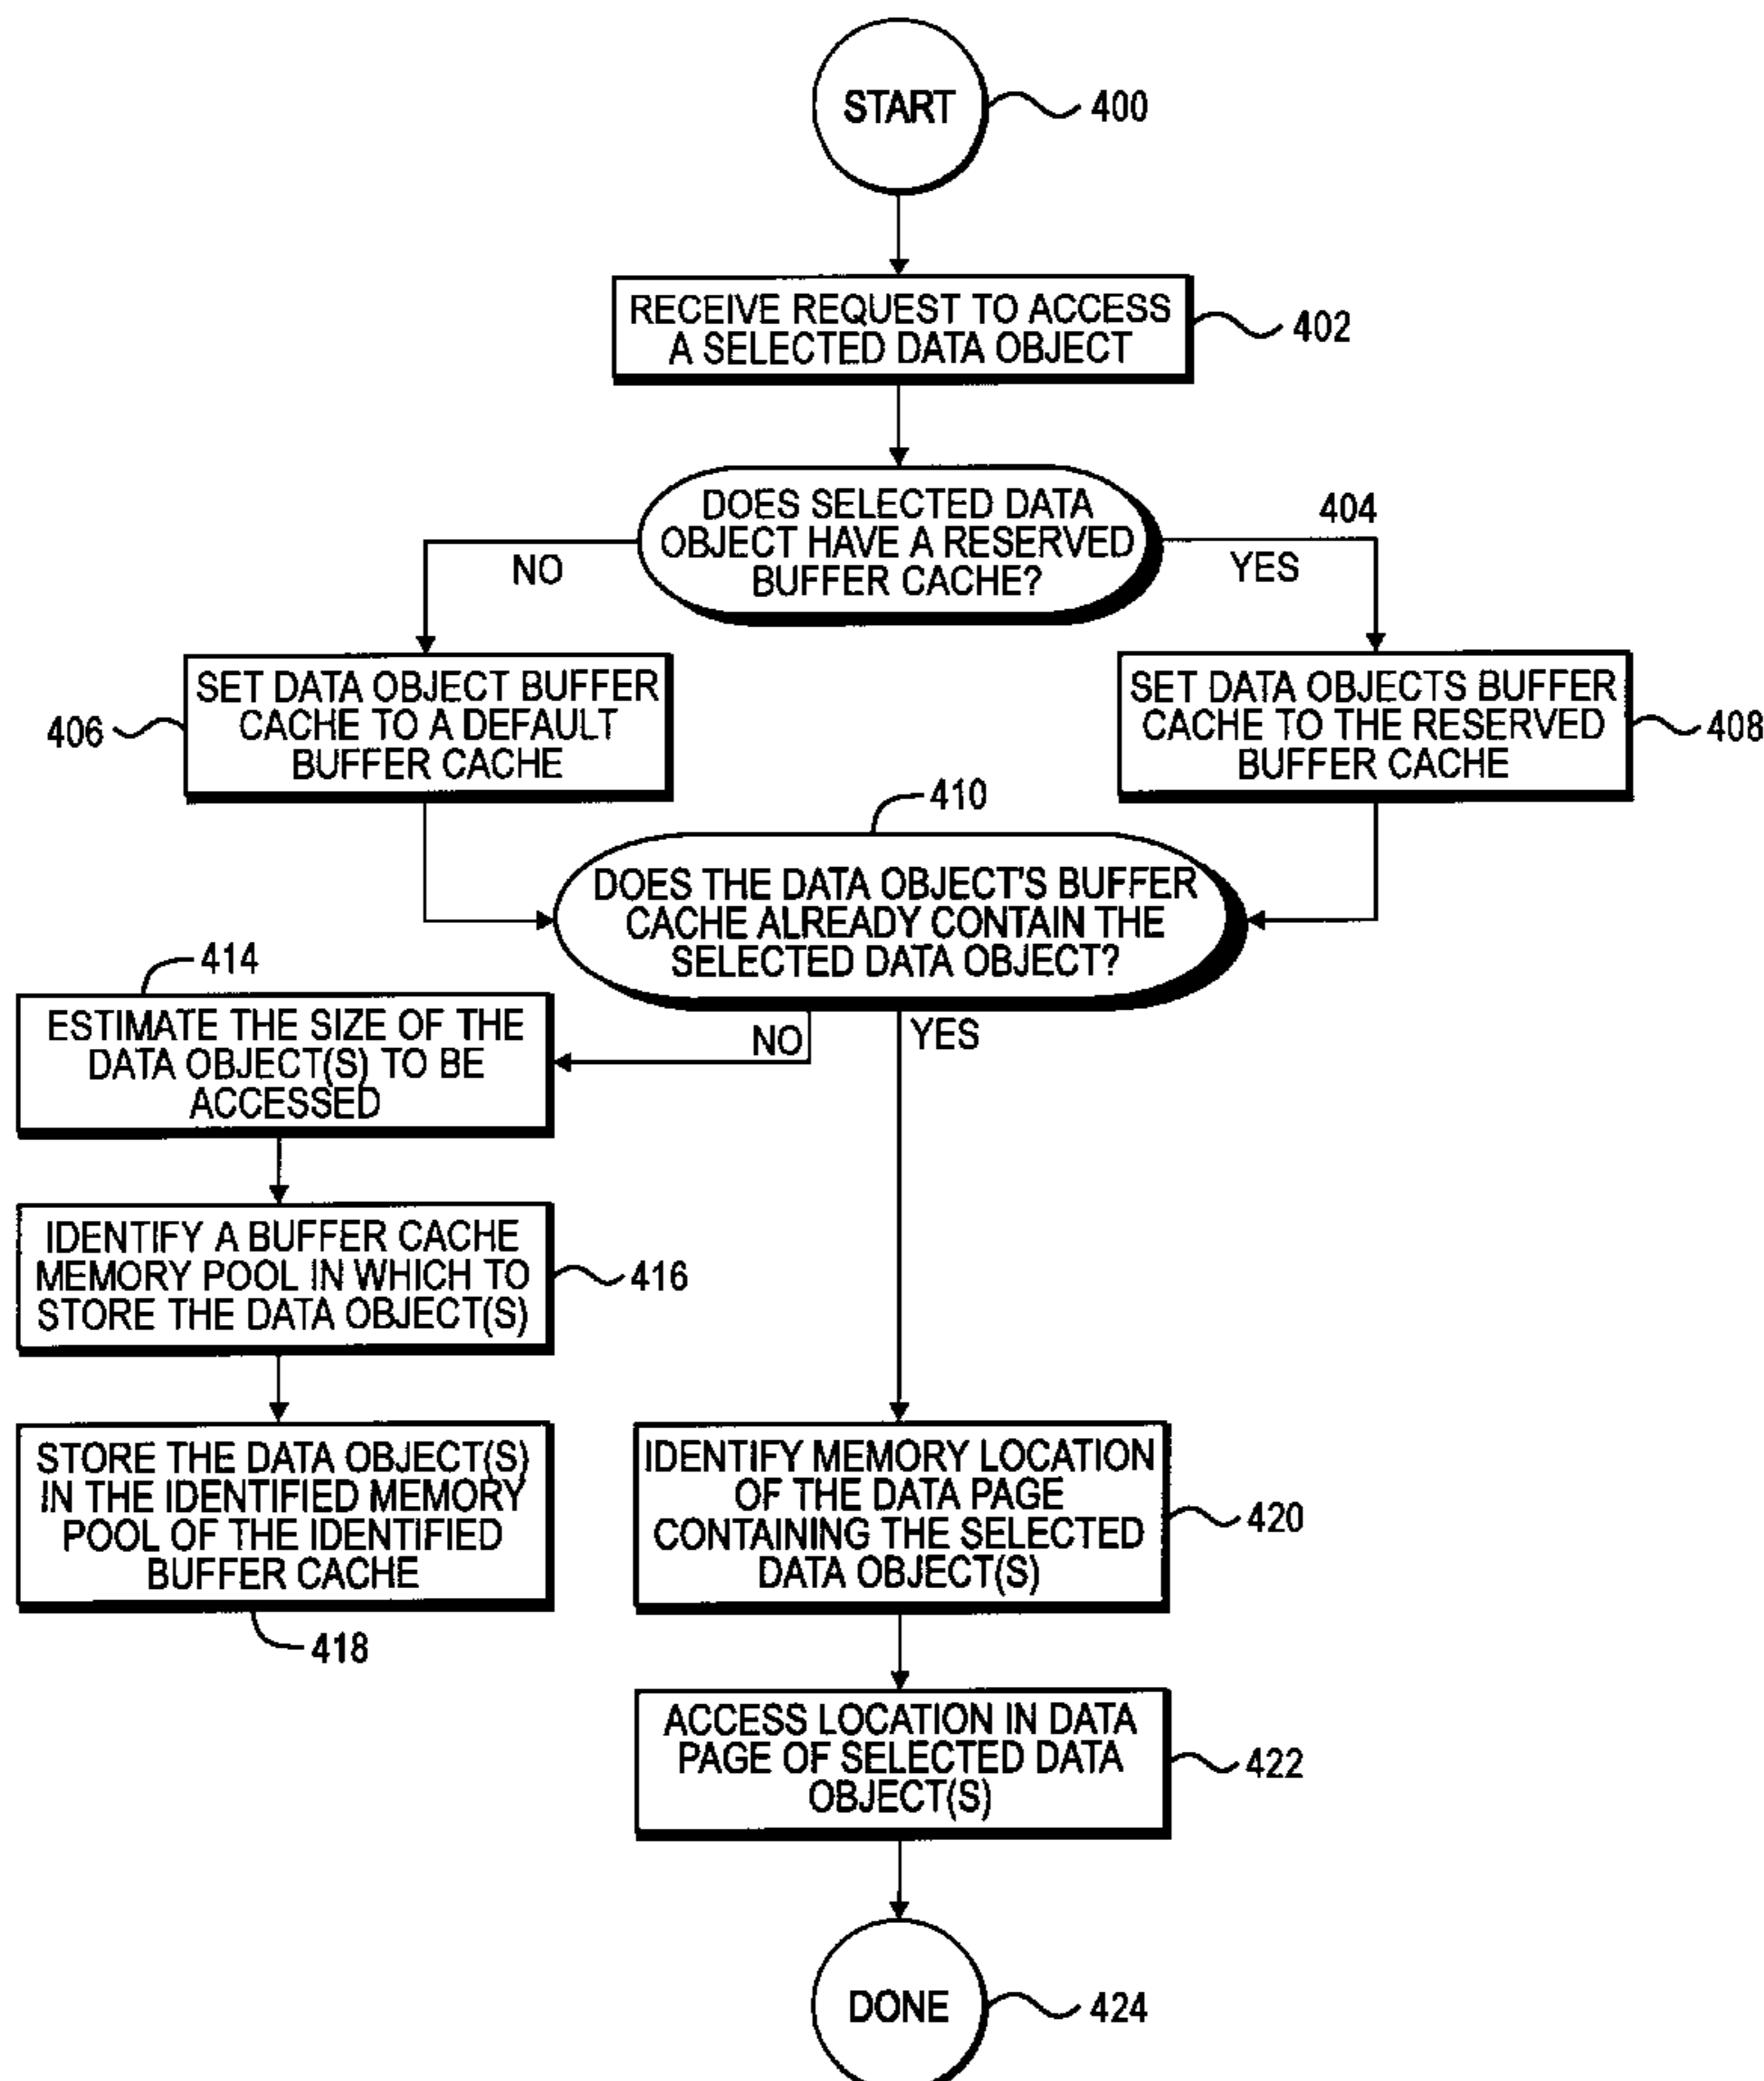 START
400
RECEIVE REQUEST TO ACCESS
A SELECTED DATA OBJECT
402
DOES SELECTED DATA
OBJECT HAVE A RESERVED
BUFFER CACHE?
404
NO
YES
SET DATA OBJECT BUFFER
CACHE TO A DEFAULT
BUFFER CACHE
406
SET DATA OBJECTS BUFFER
CACHE TO THE RESERVED
BUFFER CACHE
408
410
DOES THE DATA OBJECT'S BUFFER
CACHE ALREADY CONTAIN THE
SELECTED DATA OBJECT?
NO
YES
414
ESTIMATE THE SIZE OF THE
DATA OBJECT(S) TO BE
ACCESSED
IDENTIFY A BUFFER CACHE
MEMORY POOL IN WHICH TO
STORE THE DATA OBJECT(S)
416
STORE THE DATA OBJECT(S)
IN THE IDENTIFIED MEMORY
POOL OF THE IDENTIFIED
BUFFER CACHE
418
IDENTIFY MEMORY LOCATION
OF THE DATA PAGE
CONTAINING THE SELECTED
DATA OBJECT(S)
420
ACCESS LOCATION IN DATA
PAGE OF SELECTED DATA
OBJECT(S)
422
DONE
424